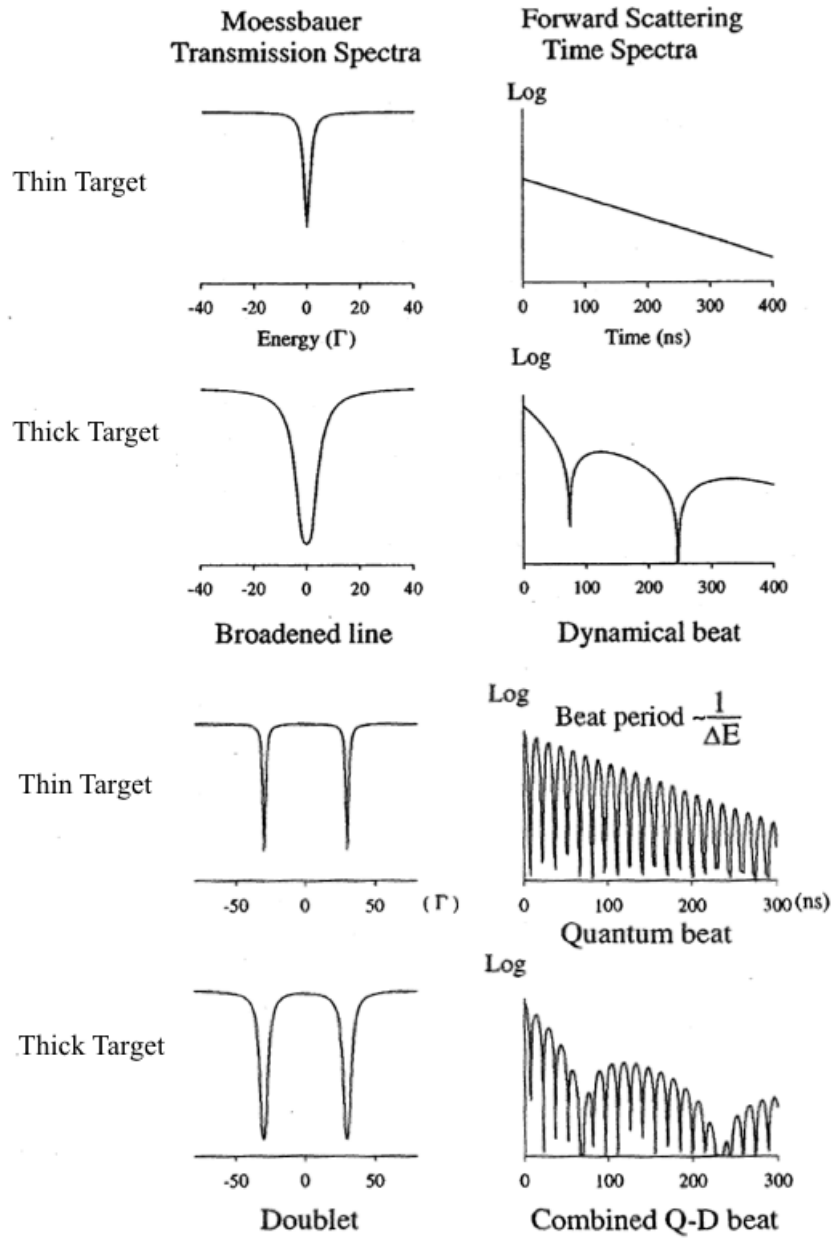 Moessbauer
Transmission Spectra
Forward Scattering
Time Spectra
Thin Target
-40 -20 0 20 40
Energy (Γ)
Log
0 100 200 300 400
Time (ns)
Thick Target
-40 -20 0 20 40
Broadened line
Log
0 100 200 300 400
Dynamical beat
Thin Target
-50 0 50 (Γ)
Log
Beat period ~ 1/ΔE
0 100 200 300 (ns)
Quantum beat
Thick Target
-50 0 50
Doublet
Log
0 100 200 300
Combined Q-D beat